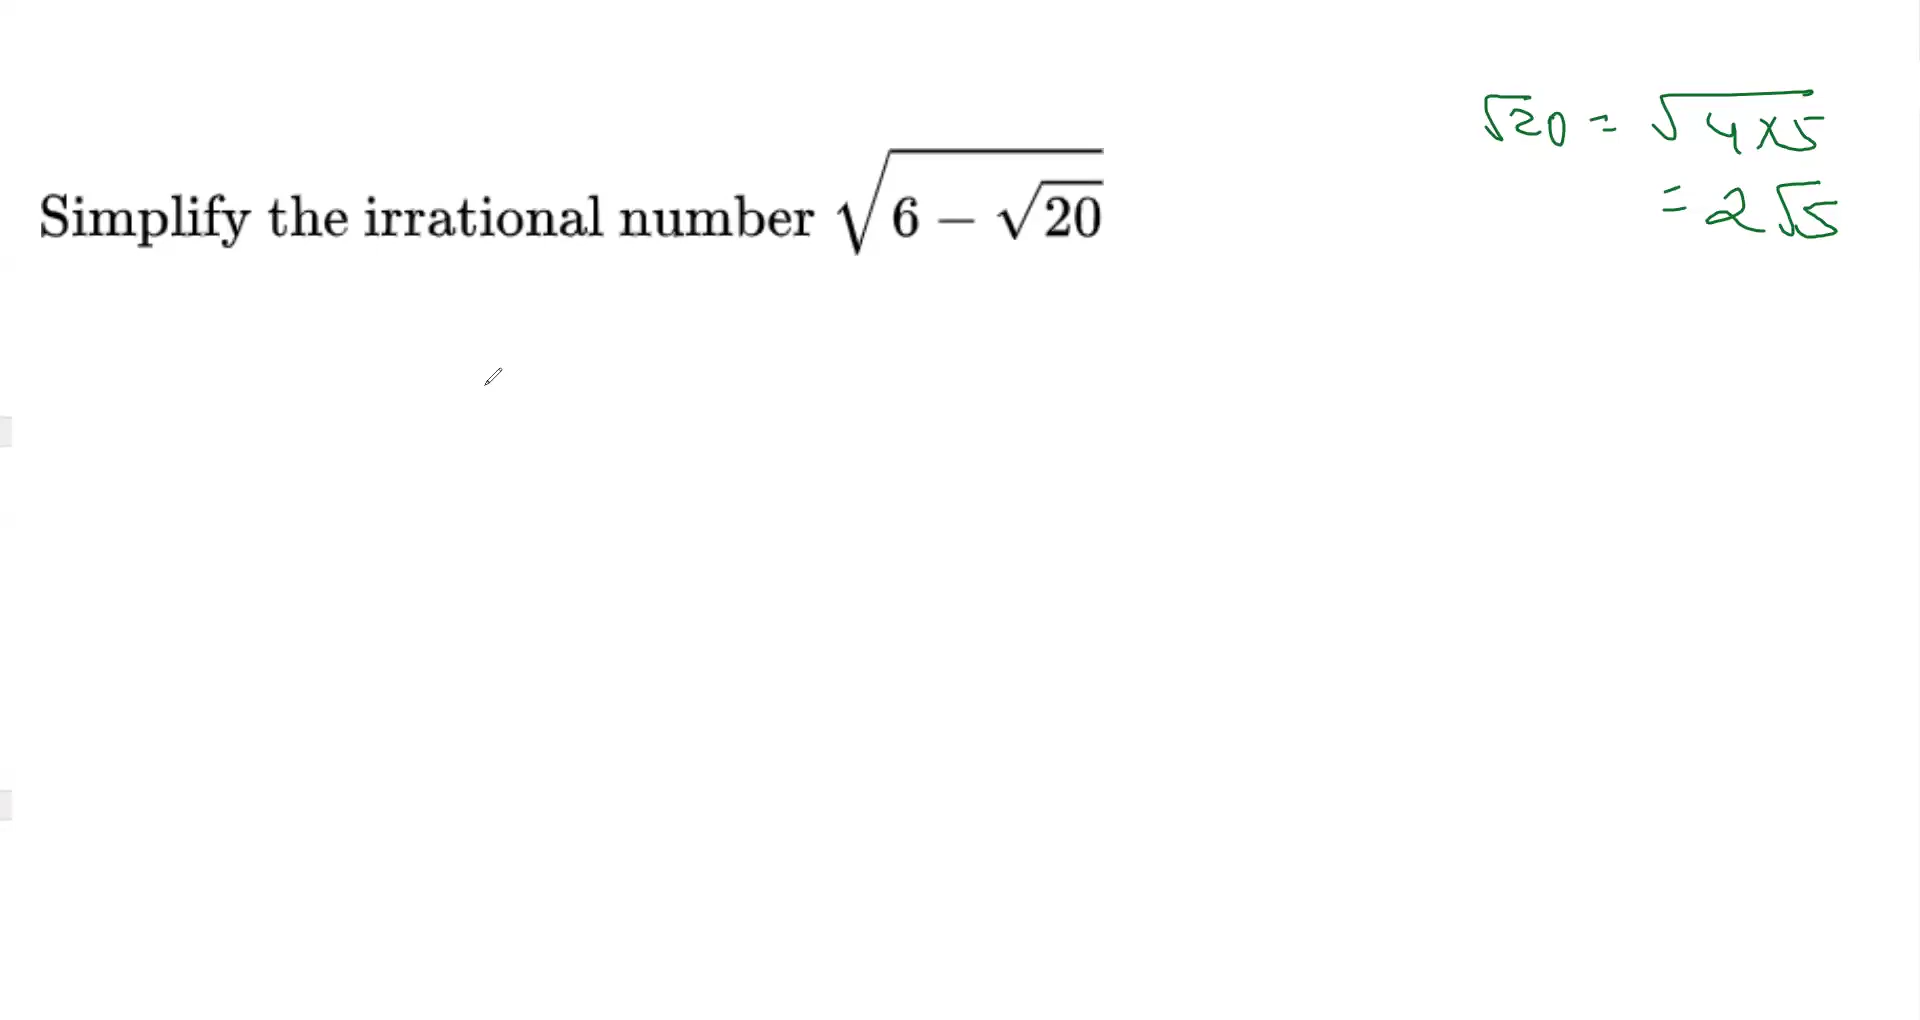 Simplify the irrational number √(6 − √20)
√20 = √(4×5)
= 2√5